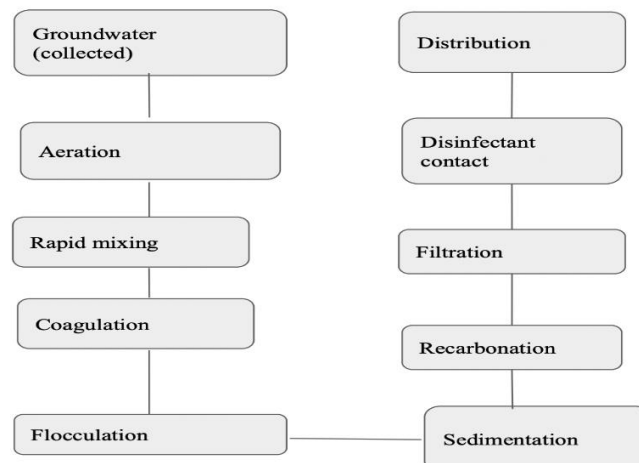 Groundwater
(collected)
Aeration
Rapid mixing
Coagulation
Flocculation
Distribution
Disinfectant
contact
Filtration
Recarbonation
Sedimentation